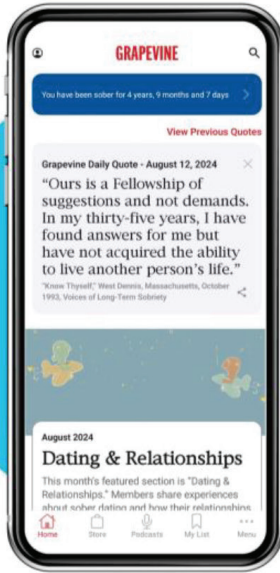 GRAPEVINE
You have been sober for 4 years, 9 months and 7 days
View Previous Quotes
Grapevine Daily Quote - August 12, 2024
“Ours is a Fellowship of
suggestions and not demands.
In my thirty-five years, I have
found answers for me but
have not acquired the ability
to live another person’s life.”
"Know Thyself," West Dennis, Massachusetts, October
1993, Voices of Long-Term Sobriety
August 2024
Dating & Relationships
This month's featured section is "Dating &
Relationships." Members share experiences
about sober dating and how their relationships
Home Store Podcasts My List Menu